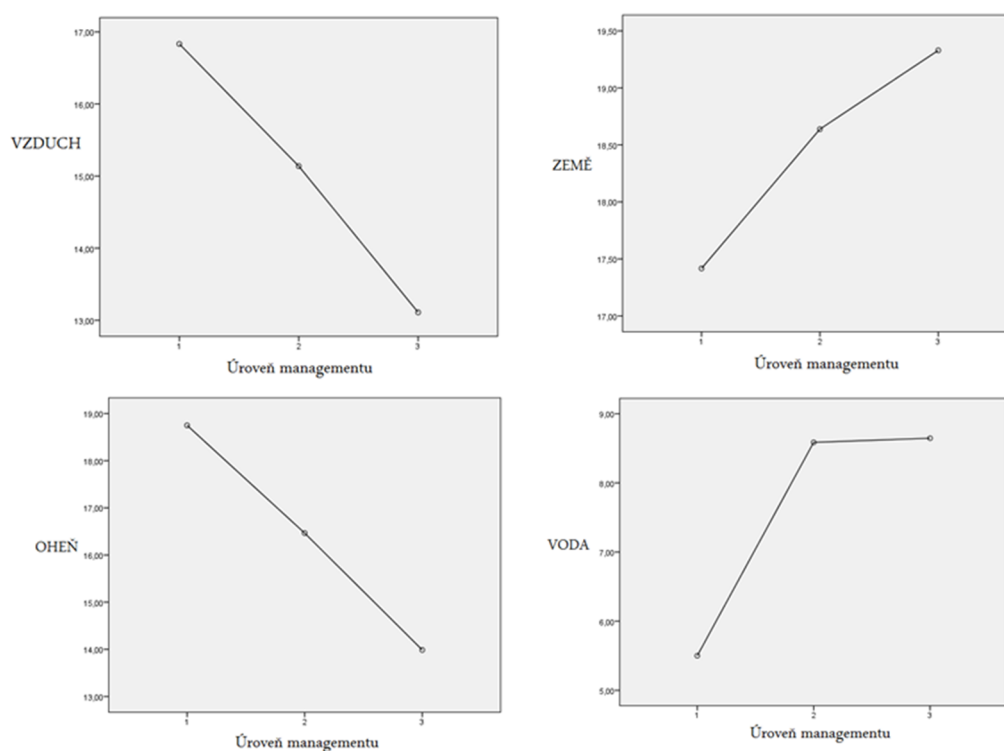 17,00
16,00
VZDUCH
15,00
14,00
13,00
1 2 3
Úroveň managementu
19,50
19,00
18,50
ZEMĚ
18,00
17,50
17,00
1 2 3
Úroveň managementu
19,00
18,00
17,00
OHEŇ
16,00
15,00
14,00
13,00
1 2 3
Úroveň managementu
9,00
8,00
VODA
7,00
6,00
5,00
1 2 3
Úroveň managementu